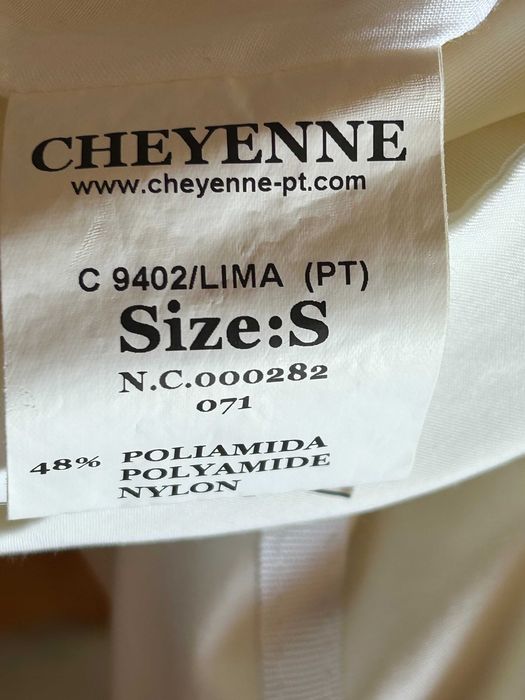 CHEYENNE
www.cheyenne-pt.com
C 9402/LIMA (PT)
Size:S
N.C.000282
071
48% POLIAMIDA
POLYAMIDE
NYLON